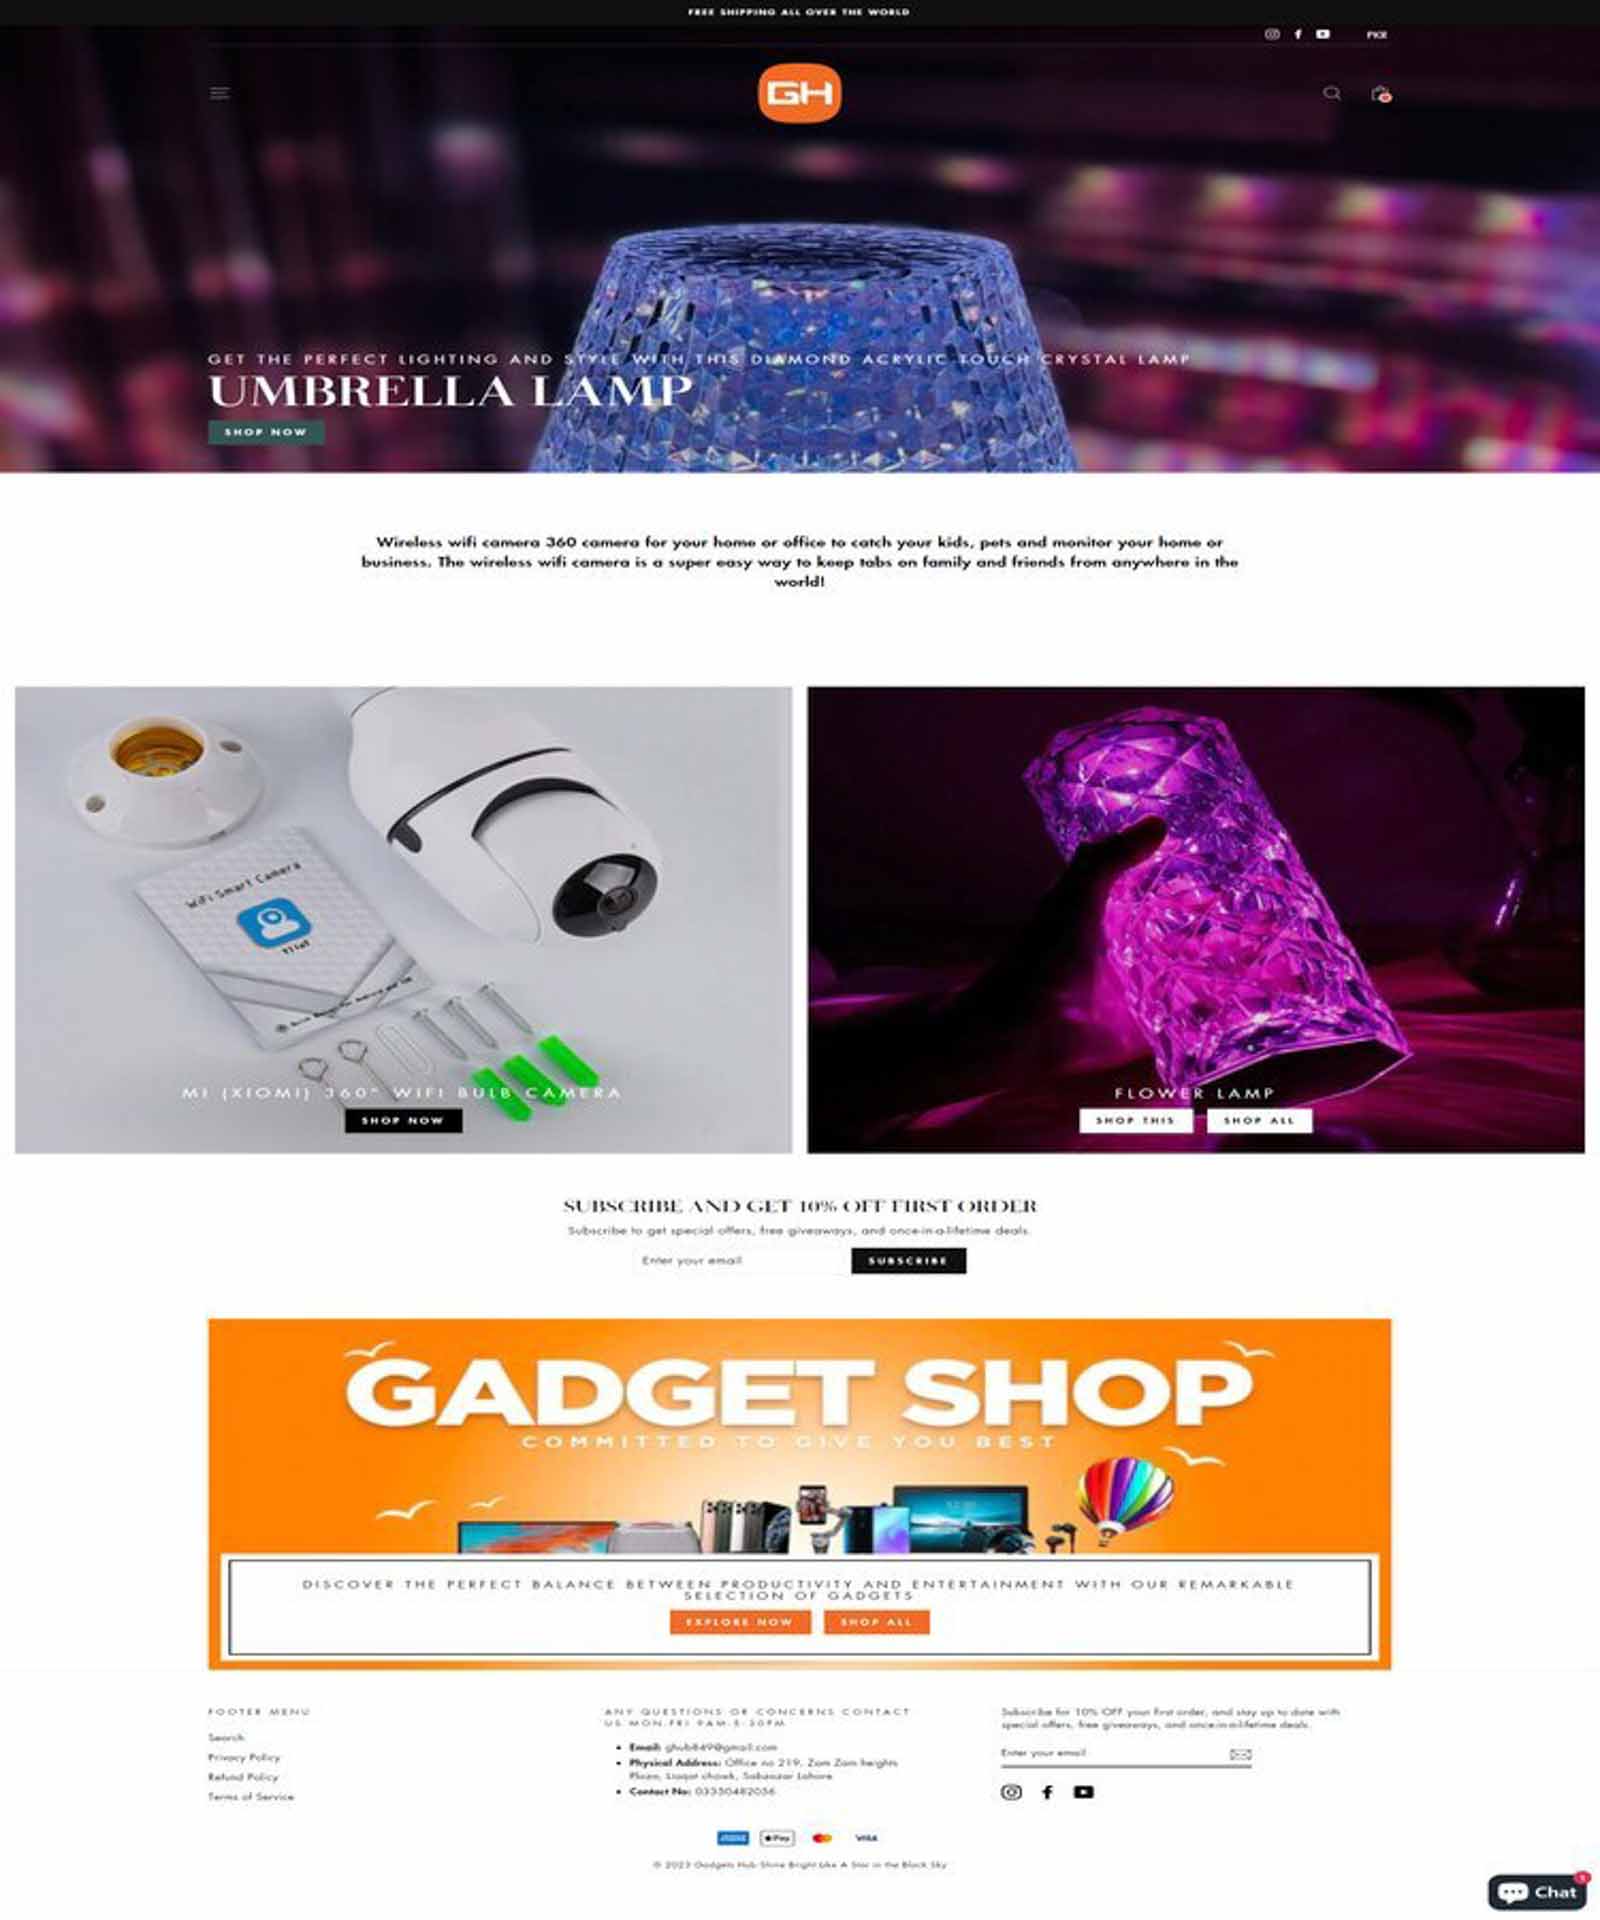 FREE SHIPPING ALL OVER THE WORLD
PKR
GH
GET THE PERFECT LIGHTING AND STYLE WITH THIS DIAMOND ACRYLIC TOUCH CRYSTAL LAMP
UMBRELLA LAMP
SHOP NOW
Wireless wifi camera 360 camera for your home or office to catch your kids, pets and monitor your home or
business. The wireless wifi camera is a super easy way to keep tabs on family and friends from anywhere in the
world!
WiFi Smart Camera
MI (XIOMI) 360° WIFI BULB CAMERA
SHOP NOW
FLOWER LAMP
SHOP THIS SHOP ALL
SUBSCRIBE AND GET 10% OFF FIRST ORDER
Subscribe to get special offers, free giveaways, and once-in-a-lifetime deals.
Enter your email SUBSCRIBE
GADGET SHOP
COMMITTED TO GIVE YOU BEST
DISCOVER THE PERFECT BALANCE BETWEEN PRODUCTIVITY AND ENTERTAINMENT WITH OUR REMARKABLE
SELECTION OF GADGETS
EXPLORE NOW SHOP ALL
FOOTER MENU
Search
Privacy Policy
Refund Policy
Terms of Service
ANY QUESTIONS OR CONCERNS CONTACT
US MON-FRI 9AM-5:30PM
Email: ghub849@gmail.com
Physical Address: Office no 219, Zam Zam heights
Plaza, Liaqat chowk, Sabzazar Lahore
Contact No: 03350482056
Subscribe for 10% OFF your first order, and stay up to date with
special offers, free giveaways, and once-in-a-lifetime deals.
Enter your email
Pay
VISA
© 2023 Gadgets Hub Shine Bright Like A Star in the Black Sky
Chat
1